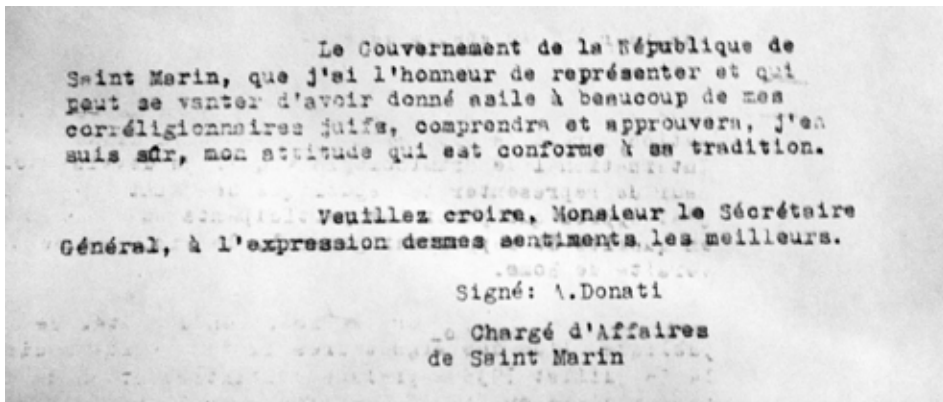 Le Gouvernement de la République de
Saint Marin, que j'ai l'honneur de représenter et qui
peut se vanter d'avoir donné asile à beaucoup de mes
corréligionnaires juifs, comprendra et approuvera, j'en
suis sûr, mon attitude qui est conforme à sa tradition.
Veuillez croire, Monsieur le Sécrétaire
Général, à l'expression desmes sentiments les meilleurs.
Signé: A.Donati
Le Chargé d'Affaires
de Saint Marin